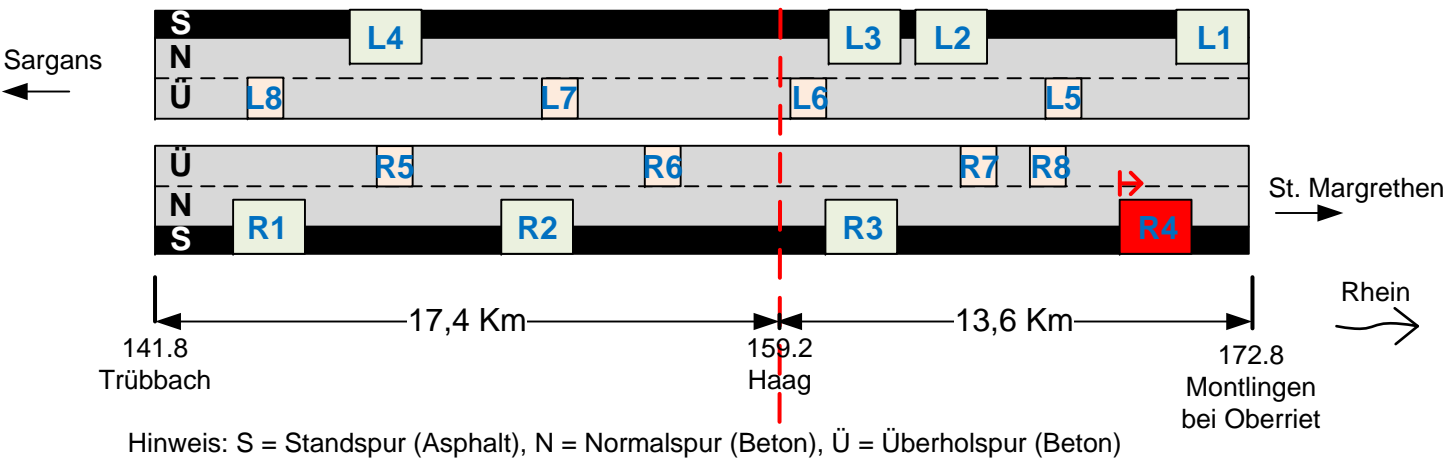 S L4 L3 L2 L1
Sargans
N
Ü L8 L7 L6 L5
Ü R5 R6 R7 R8
St. Margrethen
N
R1 R2 R3 R4
S
Rhein
17,4 Km 13,6 Km
141.8 159.2 172.8
Trübbach Haag Montlingen
bei Oberriet
Hinweis: S = Standspur (Asphalt), N = Normalspur (Beton), Ü = Überholspur (Beton)